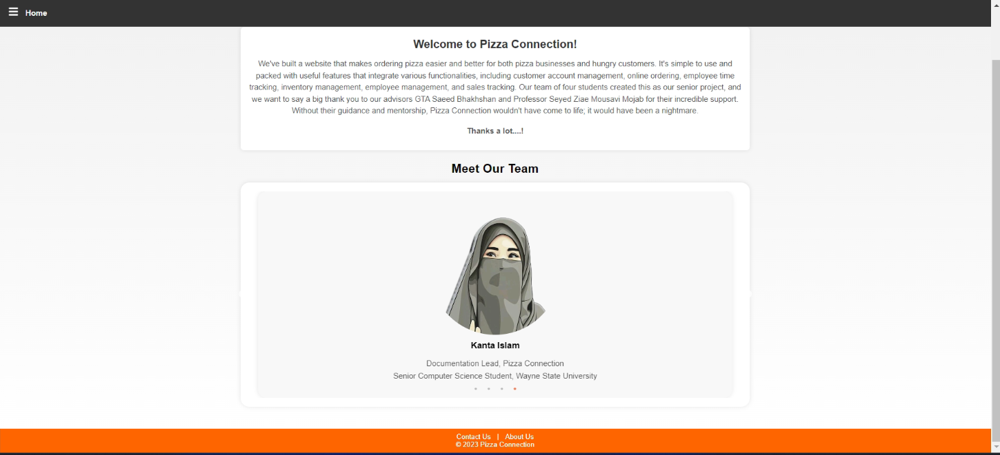 Home
Welcome to Pizza Connection!
We've built a website that makes ordering pizza easier and better for both pizza businesses and hungry customers. It's simple to use and
packed with useful features that integrate various functionalities, including customer account management, online ordering, employee time
tracking, inventory management, employee management, and sales tracking. Our team of four students created this as our senior project, and
we want to say a big thank you to our advisors GTA Saeed Bhakhshan and Professor Seyed Ziae Mousavi Mojab for their incredible support.
Without their guidance and mentorship, Pizza Connection wouldn't have come to life; it would have been a nightmare.
Thanks a lot....!
Meet Our Team
Kanta Islam
Documentation Lead, Pizza Connection
Senior Computer Science Student, Wayne State University
Contact Us | About Us
© 2023 Pizza Connection